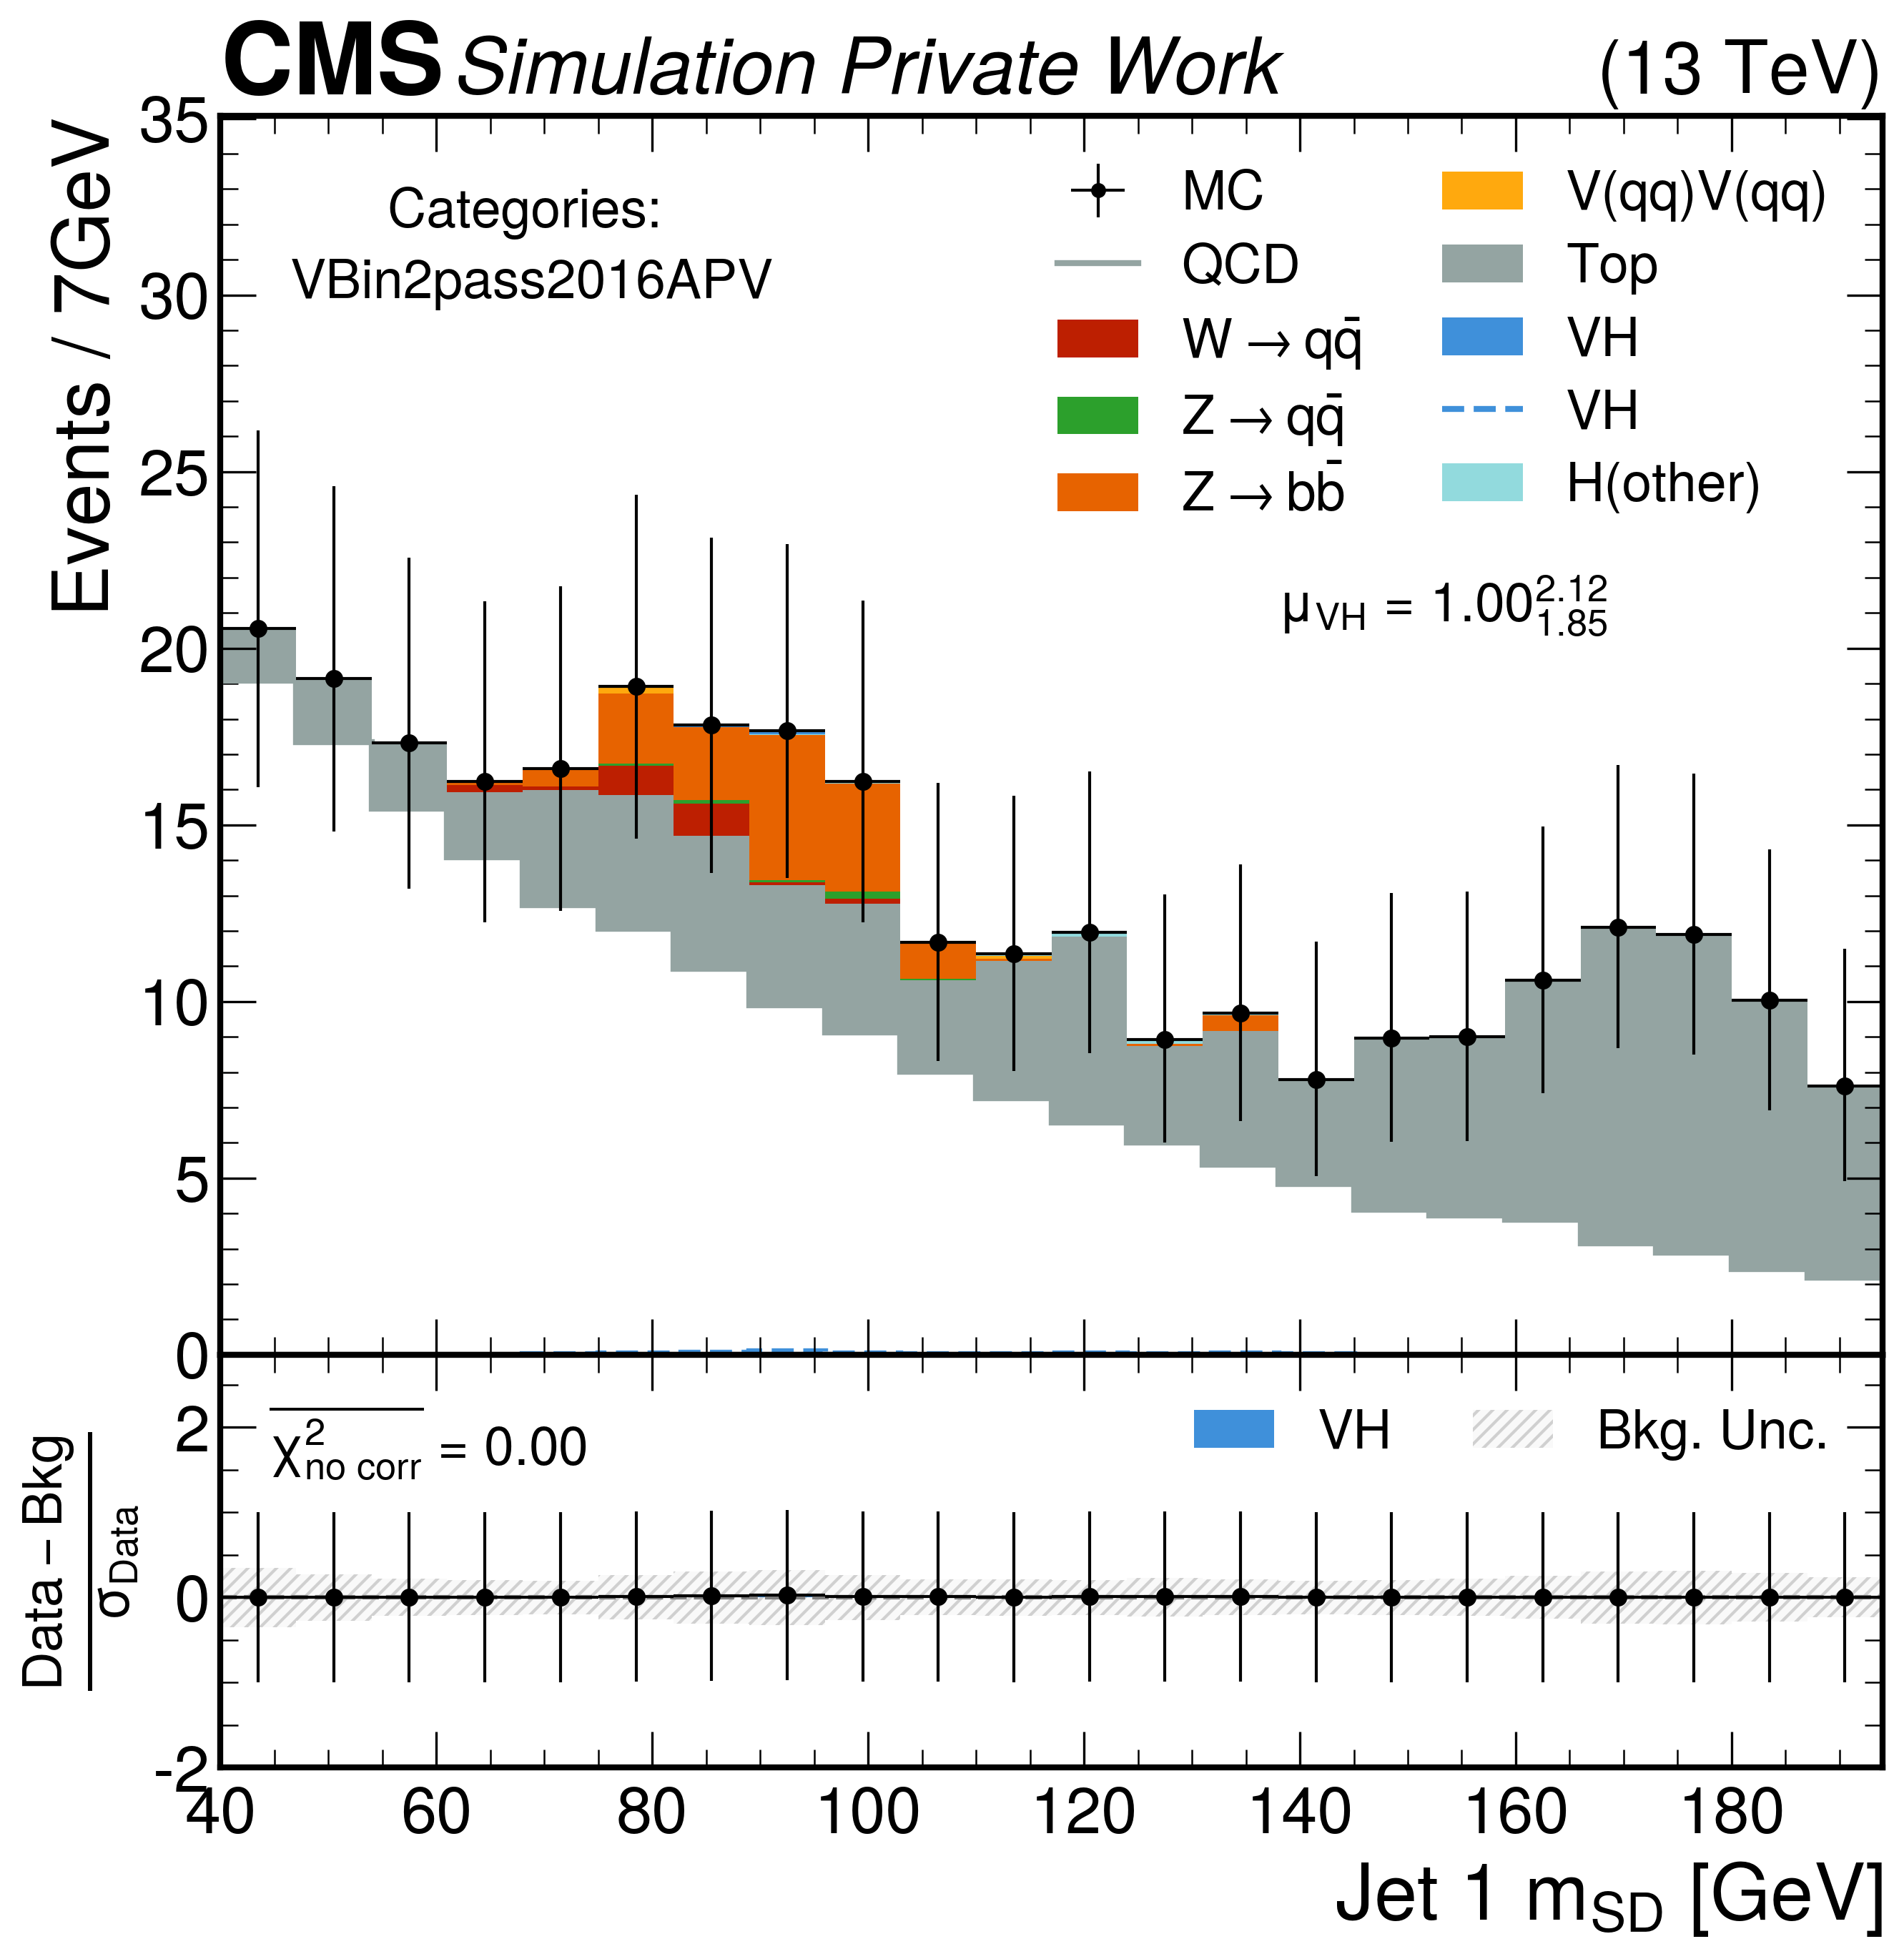 CMS Simulation Private Work (13 TeV)
Events / 7GeV
35
30
25
20
15
10
5
0
Categories:
VBin2pass2016APV
MC
QCD
W → qq̄
Z → qq̄
Z → bb̄
V(qq)V(qq)
Top
VH
VH
H(other)
μ_VH = 1.00^2.12_1.85
Data − Bkg
σ_Data
2
0
-2
χ̅²_no corr = 0.00
VH
Bkg. Unc.
40 60 80 100 120 140 160 180
Jet 1 m_SD [GeV]